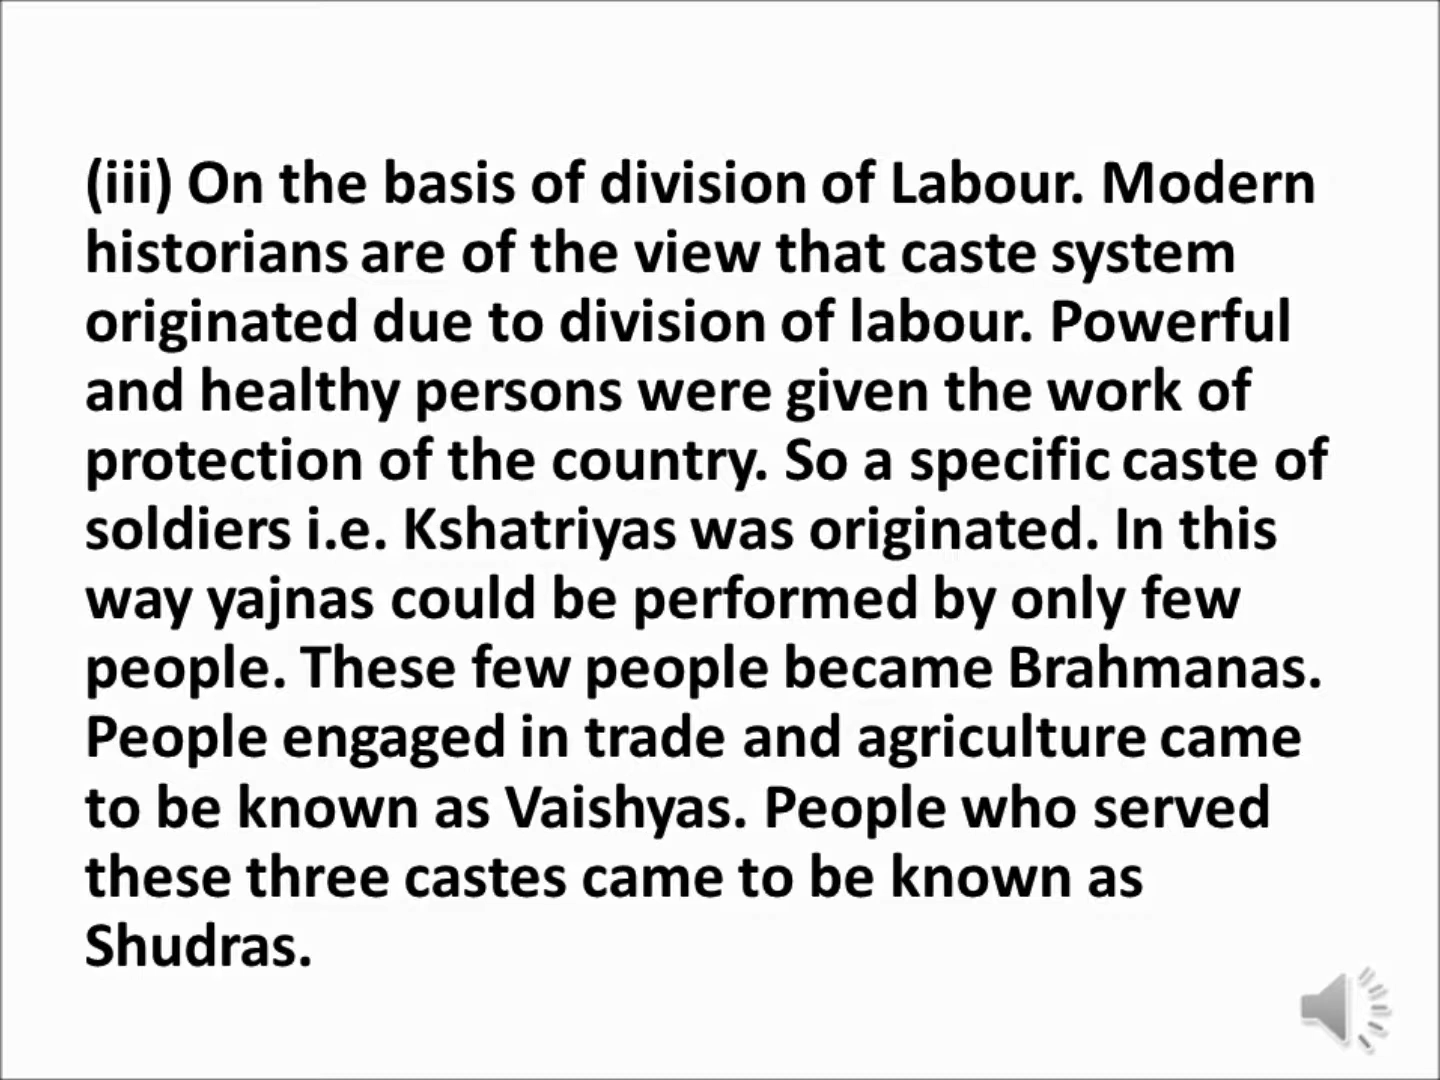 (iii) On the basis of division of Labour. Modern
historians are of the view that caste system
originated due to division of labour. Powerful
and healthy persons were given the work of
protection of the country. So a specific caste of
soldiers i.e. Kshatriyas was originated. In this
way yajnas could be performed by only few
people. These few people became Brahmanas.
People engaged in trade and agriculture came
to be known as Vaishyas. People who served
these three castes came to be known as
Shudras.